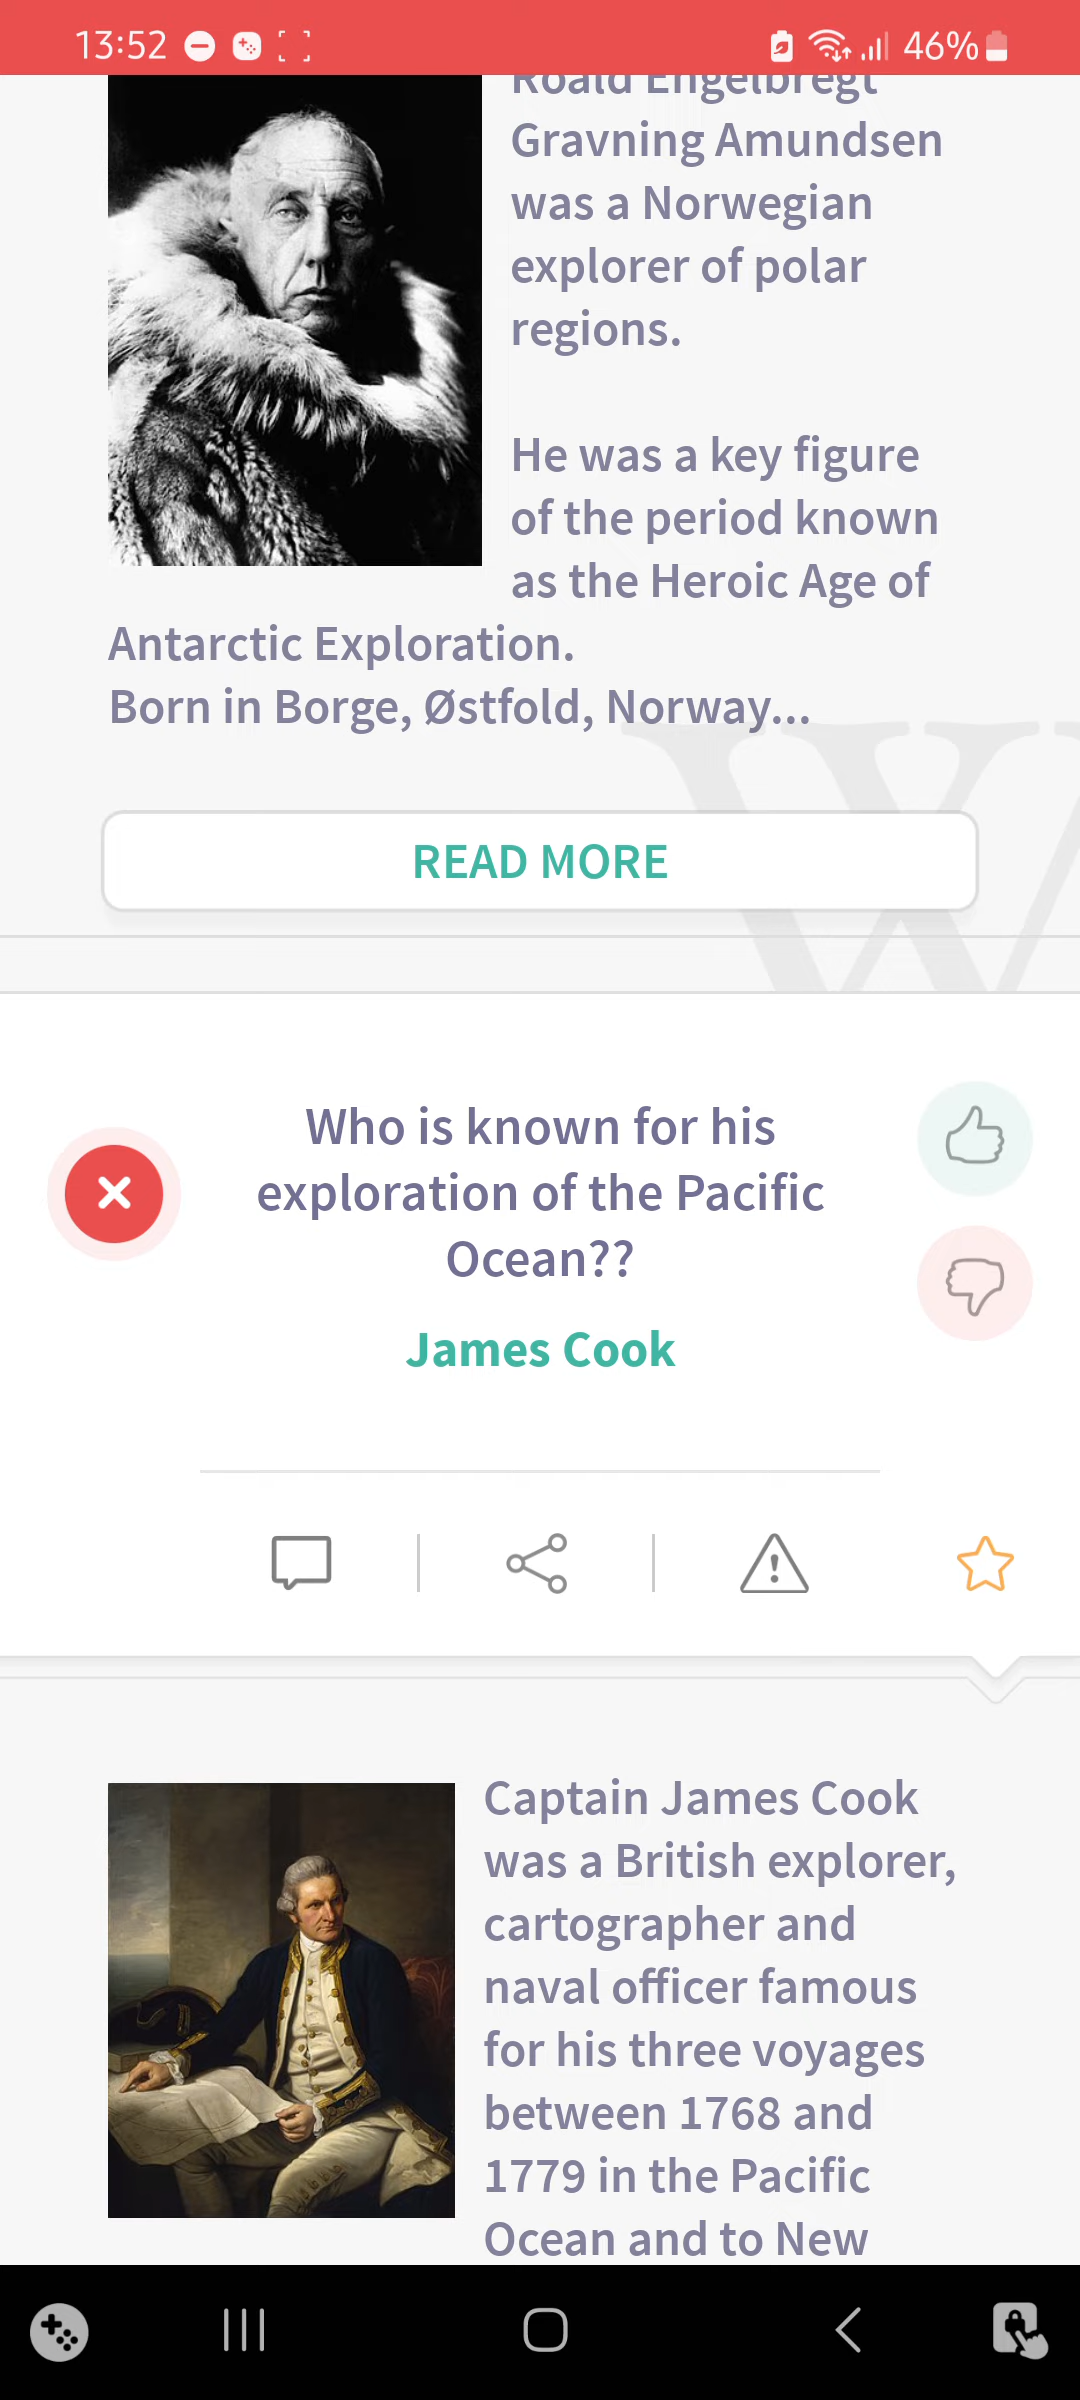 13:52
46%
Roald Engelbregt
Gravning Amundsen
was a Norwegian
explorer of polar
regions.
He was a key figure
of the period known
as the Heroic Age of
Antarctic Exploration.
Born in Borge, Østfold, Norway...
READ MORE
Who is known for his
exploration of the Pacific
Ocean??
James Cook
Captain James Cook
was a British explorer,
cartographer and
naval officer famous
for his three voyages
between 1768 and
1779 in the Pacific
Ocean and to New